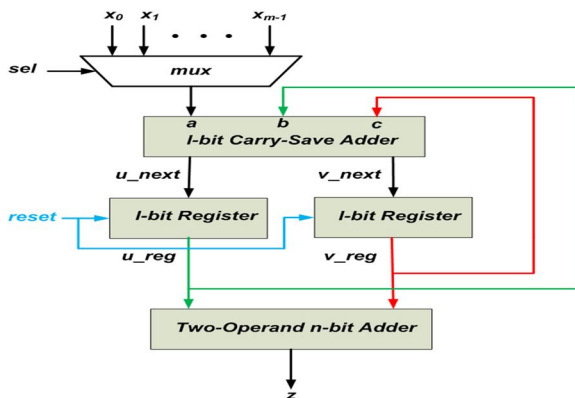 x0 x1 • • • xm-1
sel
mux
a b c
I-bit Carry-Save Adder
u_next v_next
reset
I-bit Register I-bit Register
u_reg v_reg
Two-Operand n-bit Adder
z